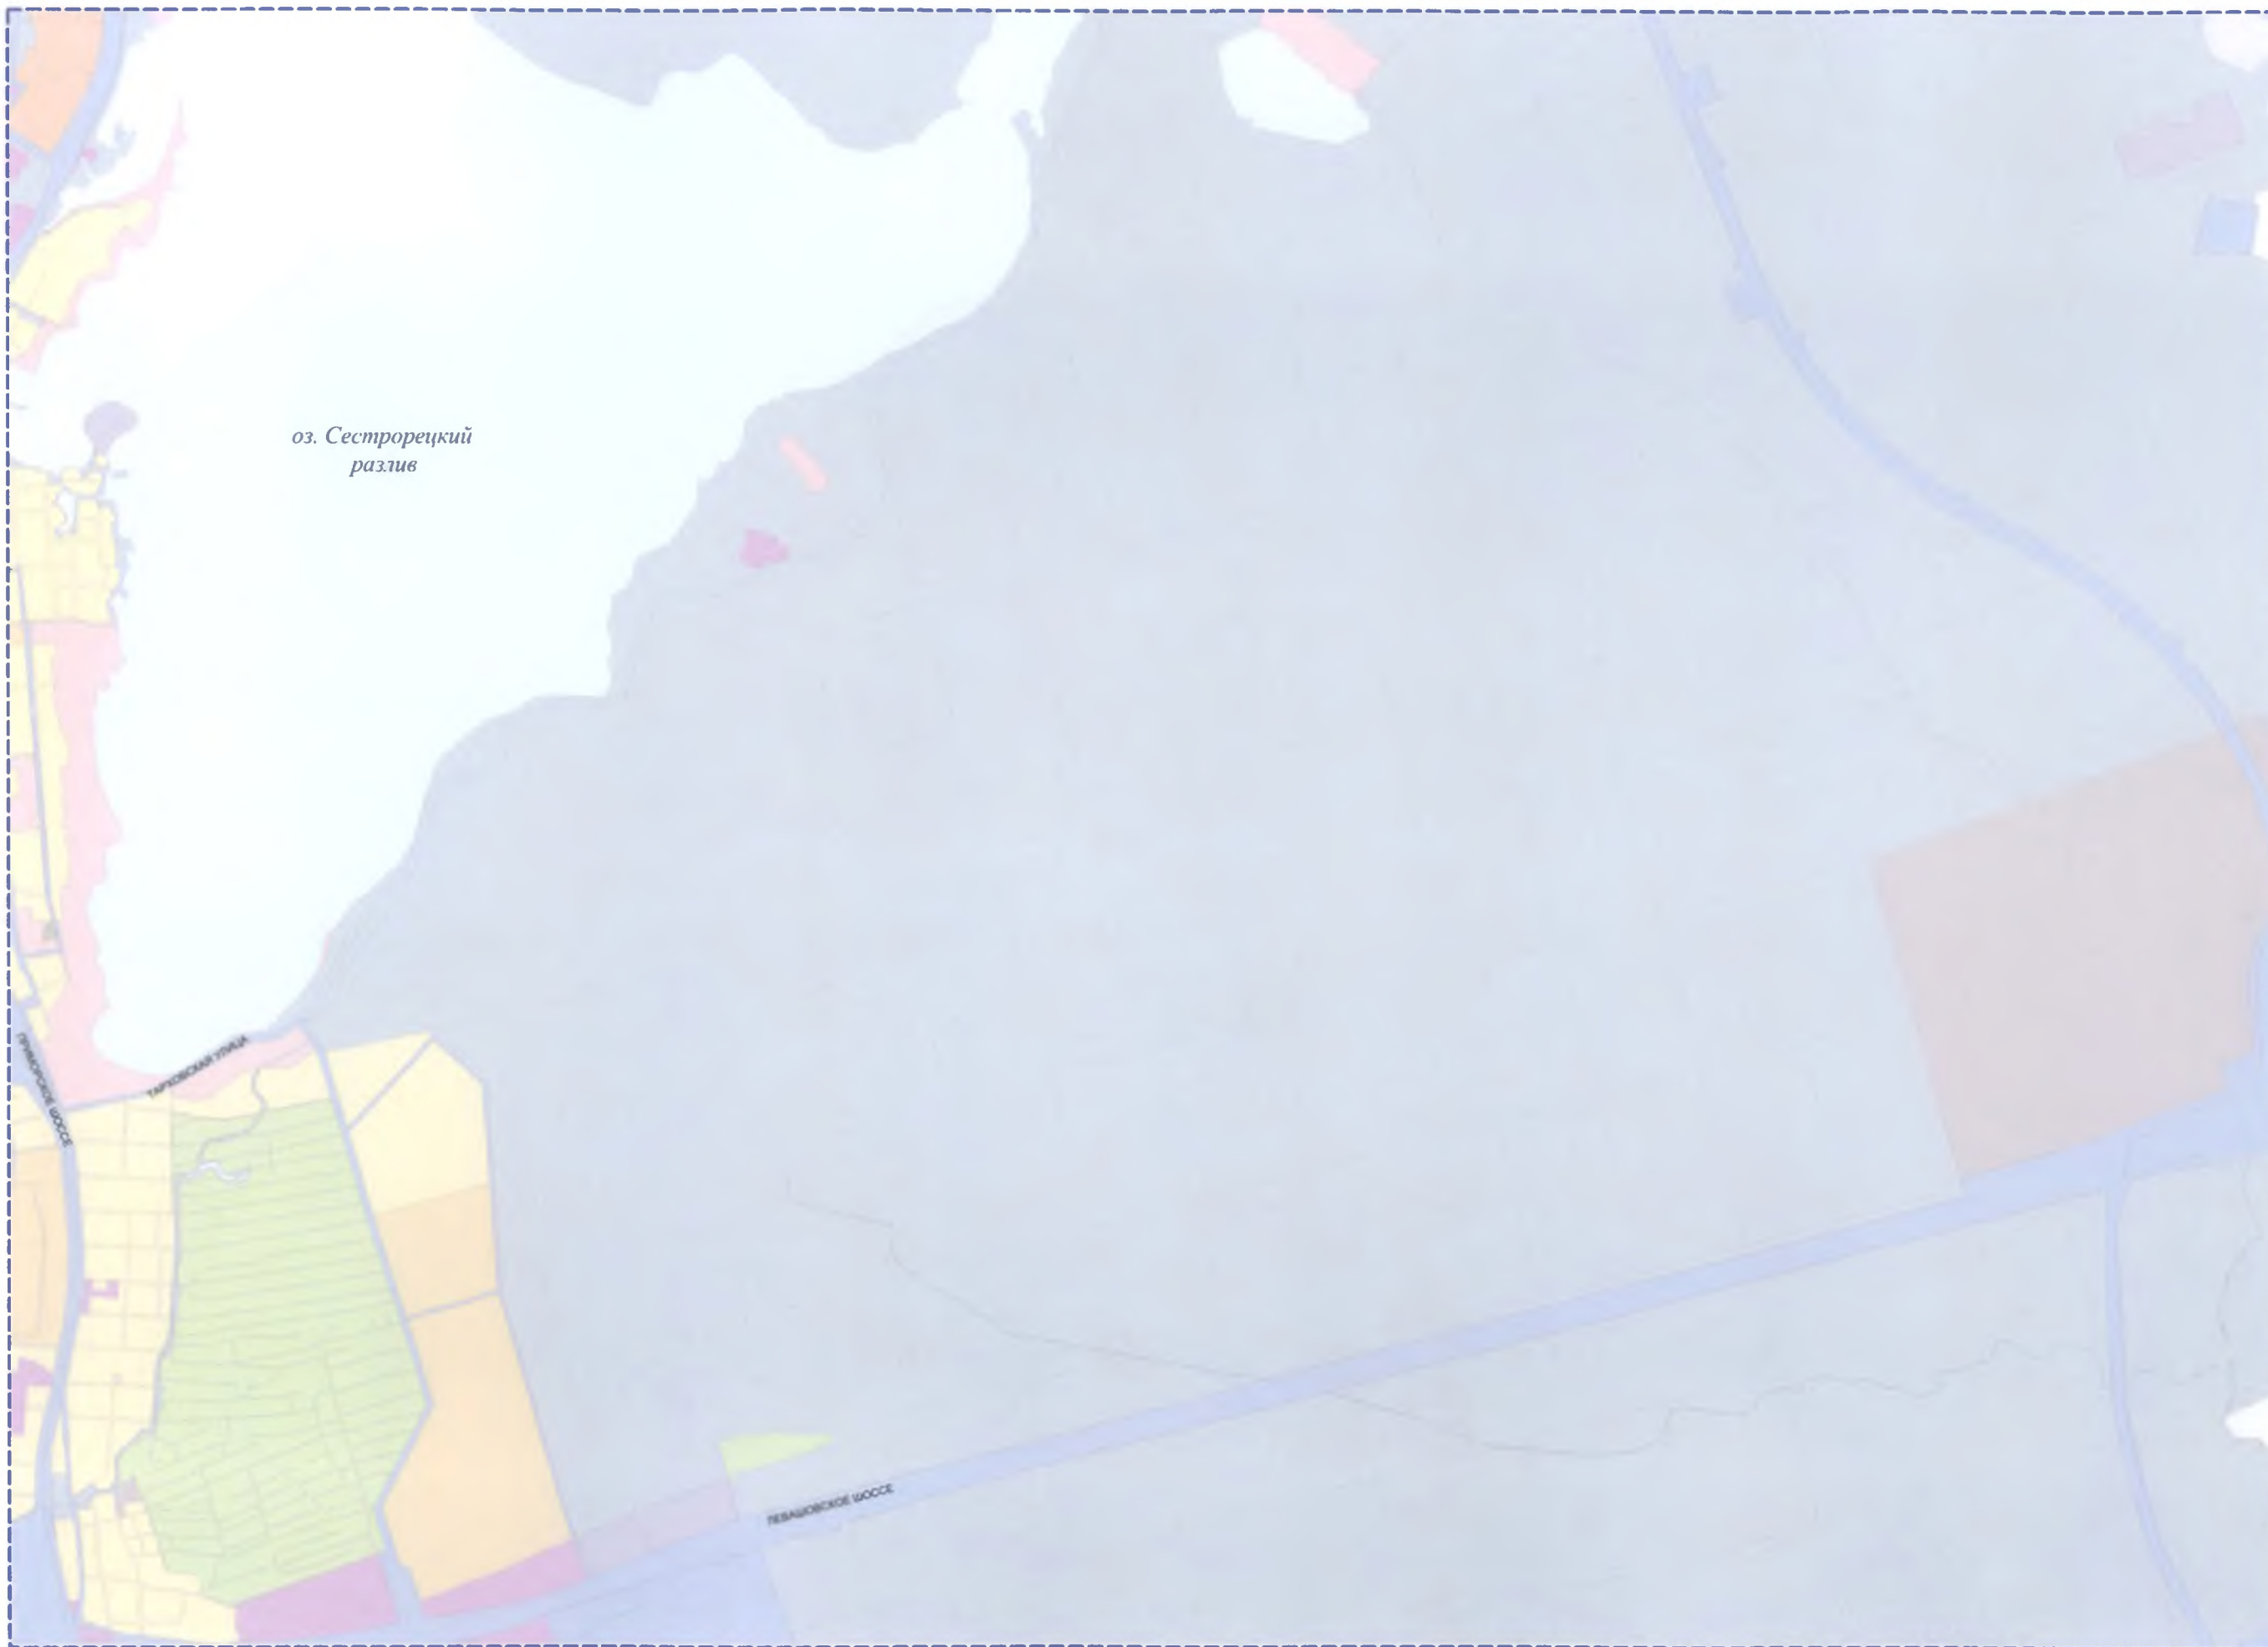 оз. Сестрорецкий
разлив
ПРИМОРСКОЕ ШОССЕ
ТАРХОВСКАЯ УЛИЦА
ЛЕВАШОВСКОЕ ШОССЕ